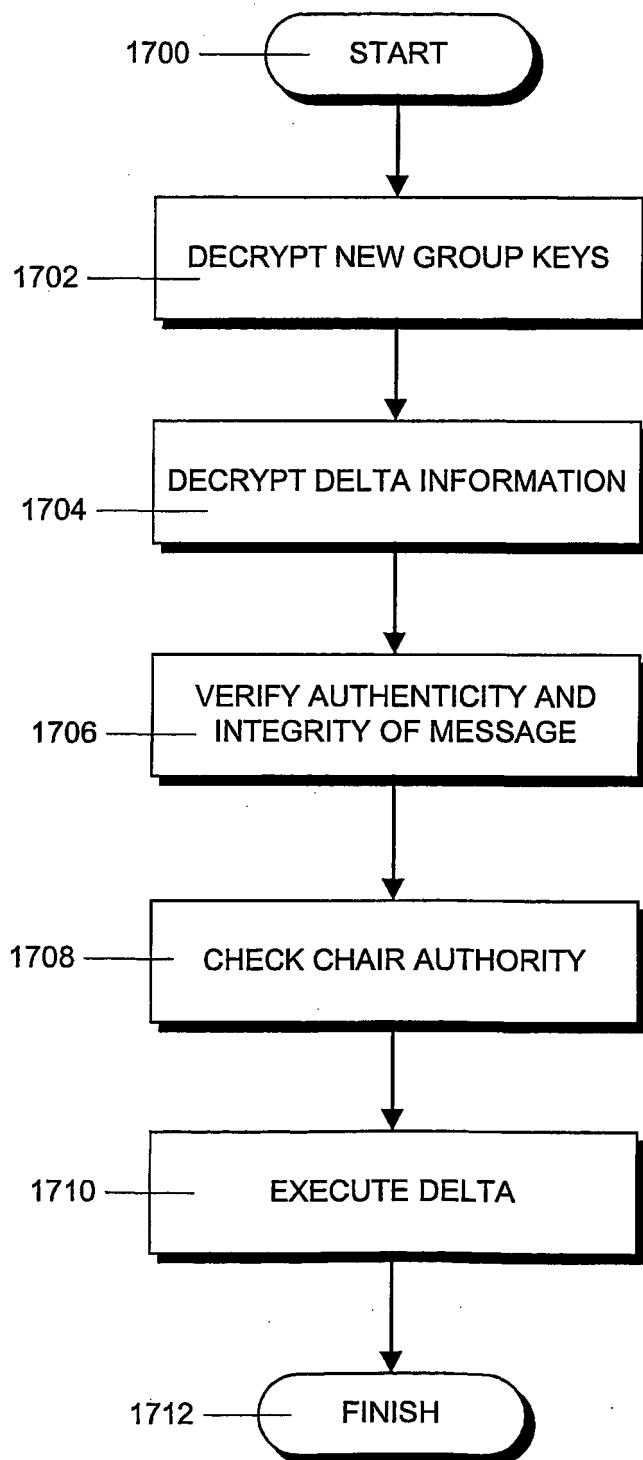 1700 START
1702 DECRYPT NEW GROUP KEYS
1704 DECRYPT DELTA INFORMATION
VERIFY AUTHENTICITY AND
1706 INTEGRITY OF MESSAGE
1708 CHECK CHAIR AUTHORITY
1710 EXECUTE DELTA
1712 FINISH